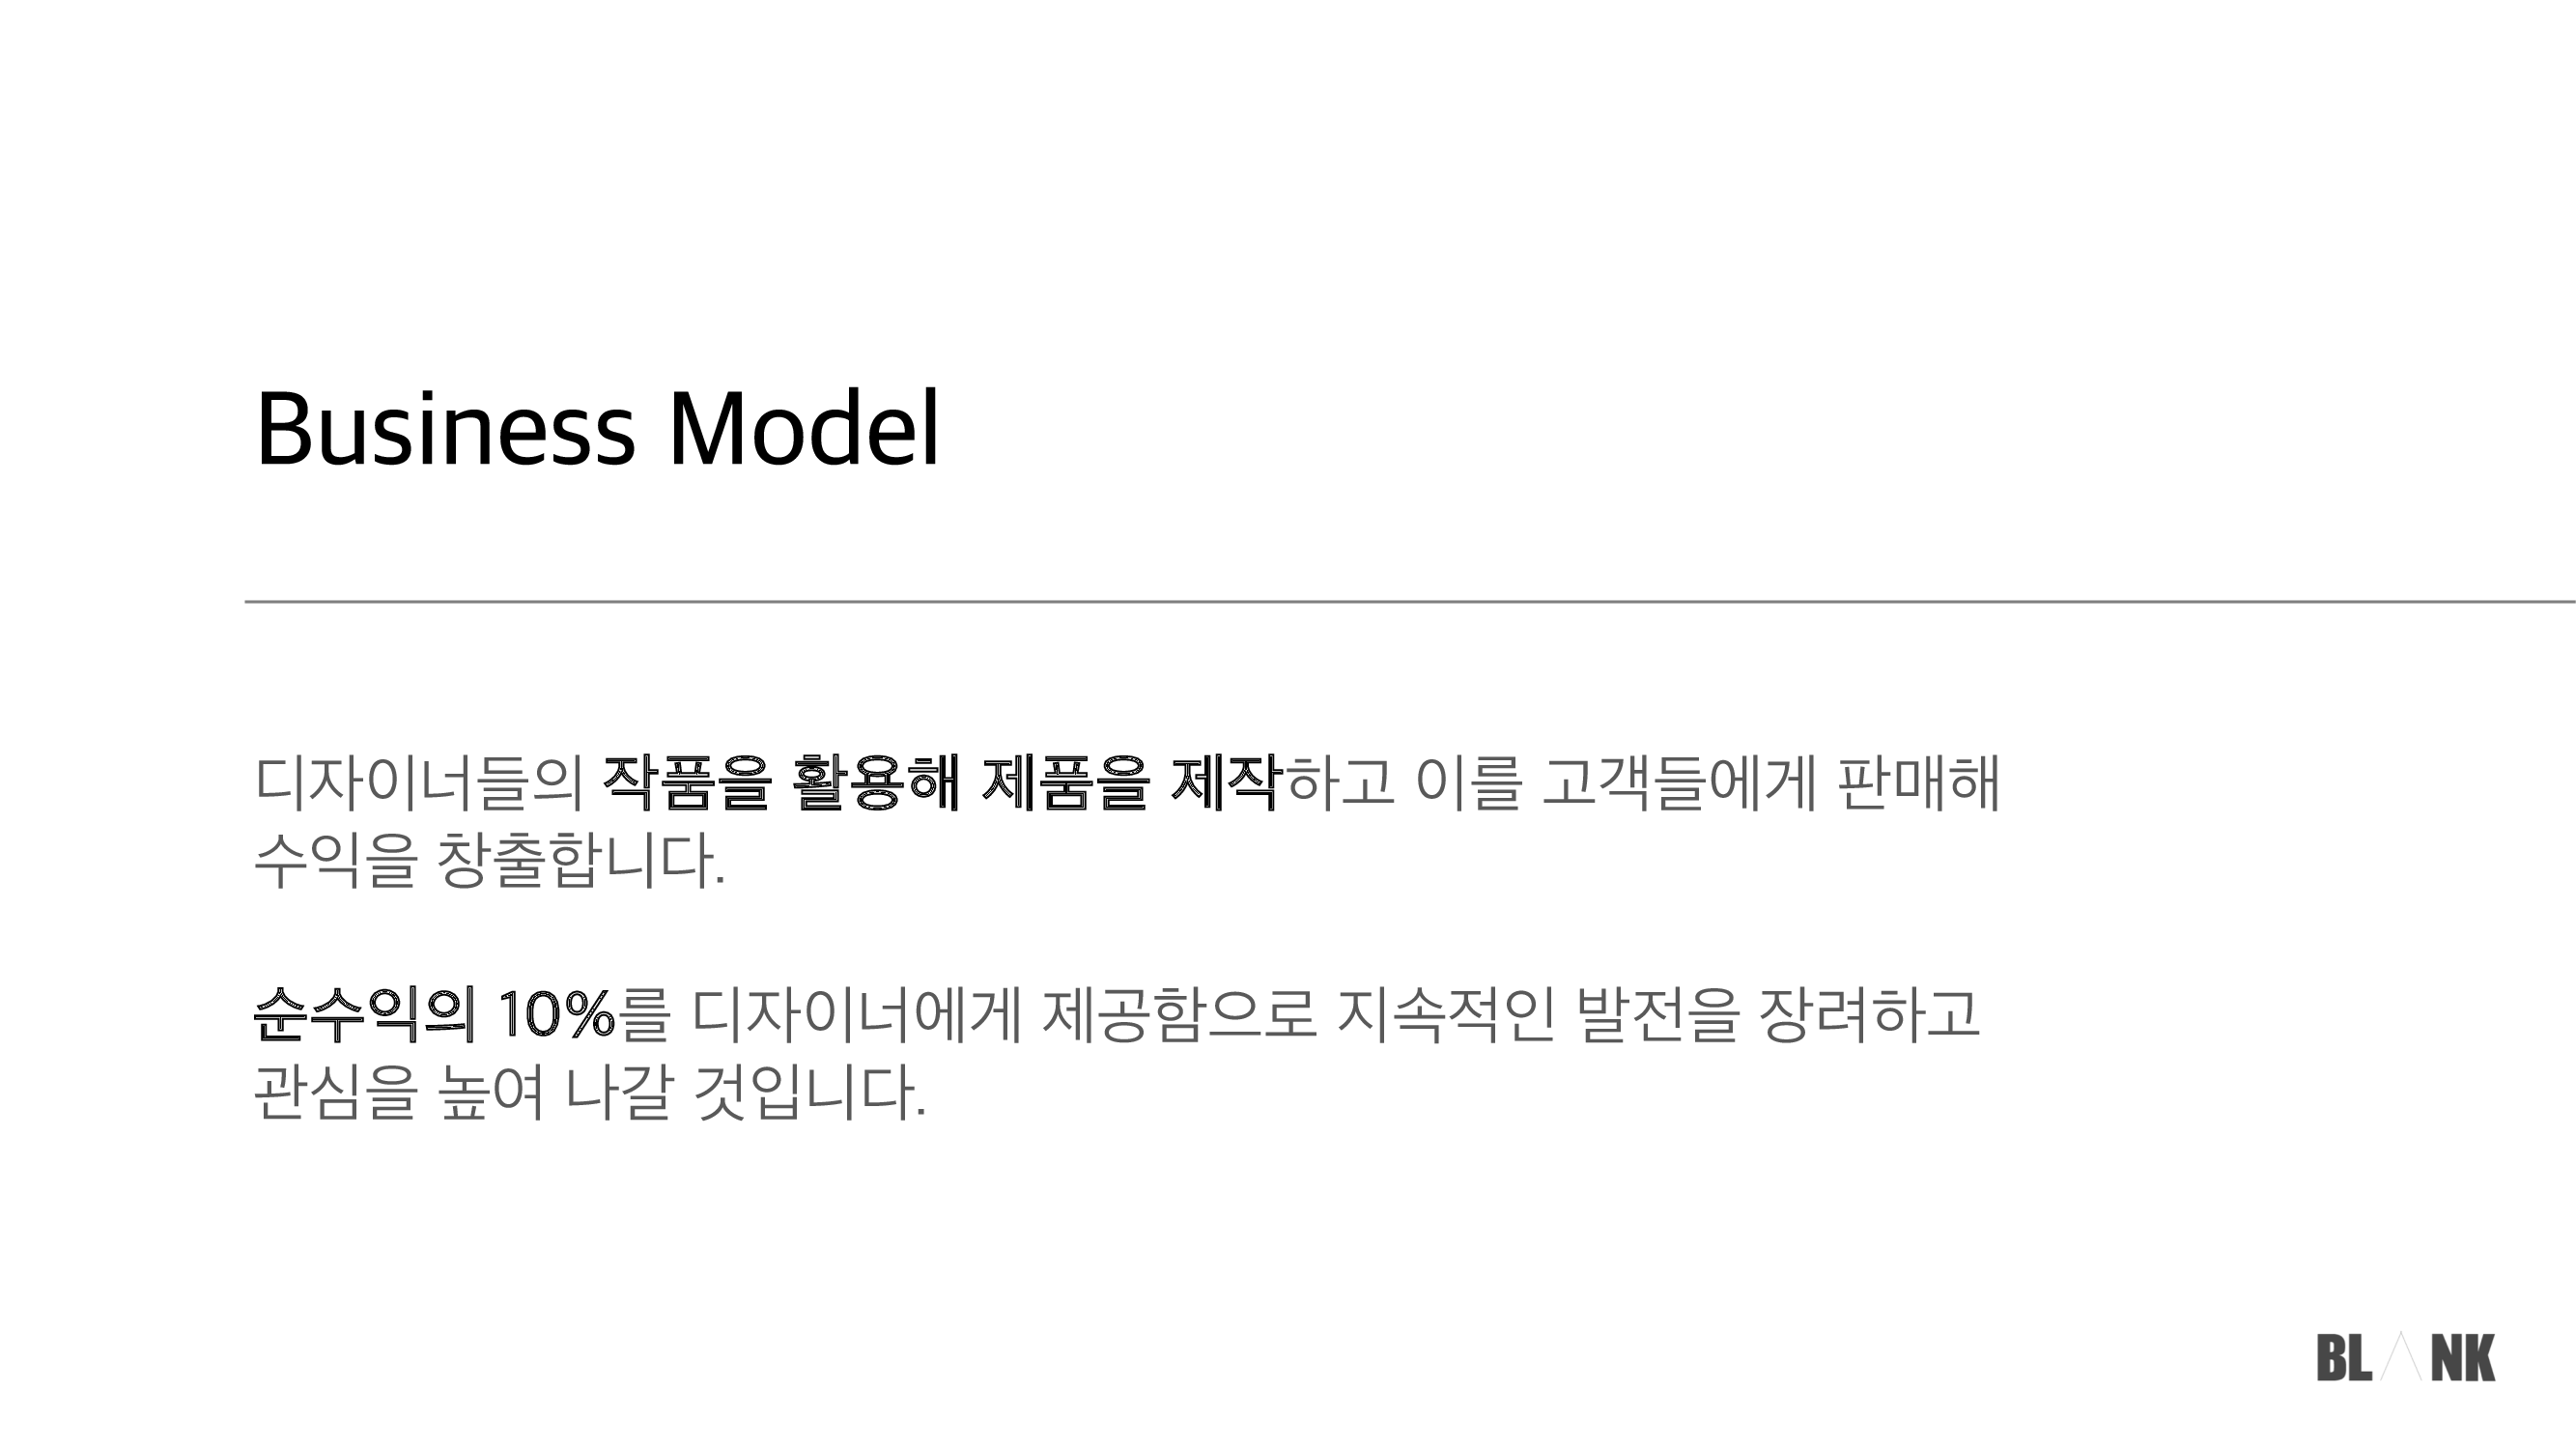 Business Model
디자이너들의 작품을 활용해 제품을 제작하고 이를 고객들에게 판매해
수익을 창출합니다.
순수익의 10%를 디자이너에게 제공함으로 지속적인 발전을 장려하고
관심을 높여 나갈 것입니다.
BLANK